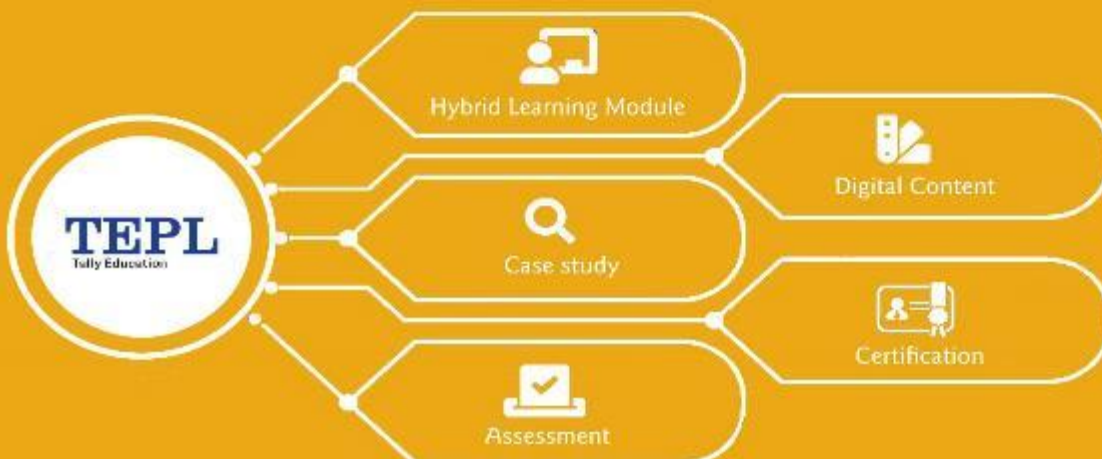 Hybrid Learning Module
Digital Content
TEPL
Tally Education
Case study
Certification
Assessment